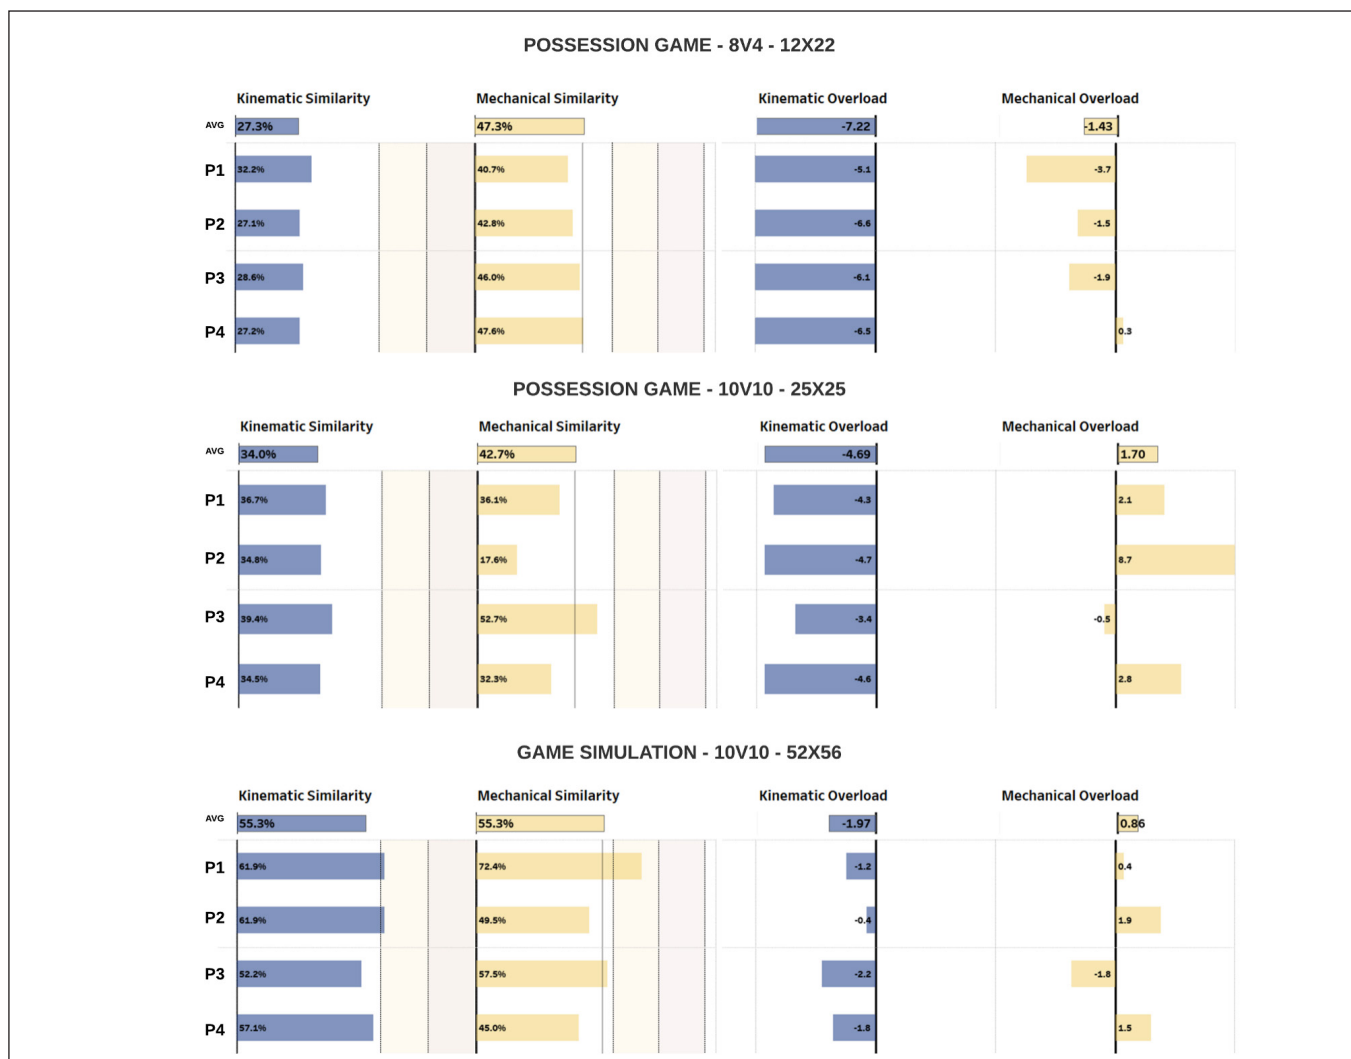 POSSESSION GAME - 8V4 - 12X22
Kinematic Similarity Mechanical Similarity Kinematic Overload Mechanical Overload
AVG 27.3% 47.3% -7.22 -1.43
P1 32.2% 40.7% -5.1 -3.7
P2 27.1% 42.8% -6.6 -1.5
P3 28.6% 46.0% -6.1 -1.9
P4 27.2% 47.6% -6.5 0.3
POSSESSION GAME - 10V10 - 25X25
Kinematic Similarity Mechanical Similarity Kinematic Overload Mechanical Overload
AVG 34.0% 42.7% -4.69 1.70
P1 36.7% 36.1% -4.3 2.1
P2 34.8% 17.6% -4.7 8.7
P3 39.4% 52.7% -3.4 -0.5
P4 34.5% 32.3% -4.6 2.8
GAME SIMULATION - 10V10 - 52X56
Kinematic Similarity Mechanical Similarity Kinematic Overload Mechanical Overload
AVG 55.3% 55.3% -1.97 0.86
P1 61.9% 72.4% -1.2 0.4
P2 61.9% 49.5% -0.4 1.9
P3 52.2% 57.5% -2.2 -1.8
P4 57.1% 45.0% -1.8 1.5